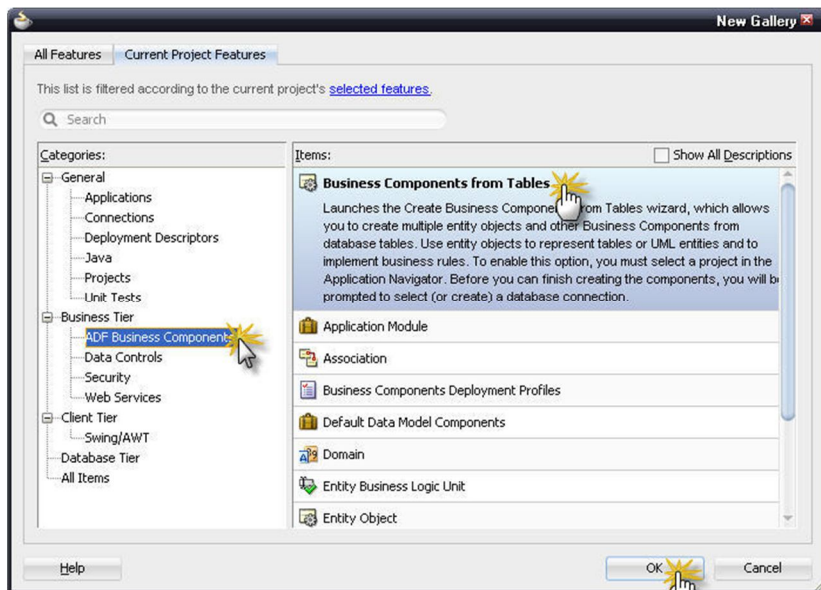 New Gallery
All Features Current Project Features
This list is filtered according to the current project's selected features.
Search
Categories:
General
Applications
Connections
Deployment Descriptors
Java
Projects
Unit Tests
Business Tier
ADF Business Components
Data Controls
Security
Web Services
Client Tier
Swing/AWT
Database Tier
All Items
Items: Show All Descriptions
Business Components from Tables
Launches the Create Business Components from Tables wizard, which allows
you to create multiple entity objects and other Business Components from
database tables. Use entity objects to represent tables or UML entities and to
implement business rules. To enable this option, you must select a project in the
Application Navigator. Before you can finish creating the components, you will be
prompted to select (or create) a database connection.
Application Module
Association
Business Components Deployment Profiles
Default Data Model Components
Domain
Entity Business Logic Unit
Entity Object
Help OK Cancel